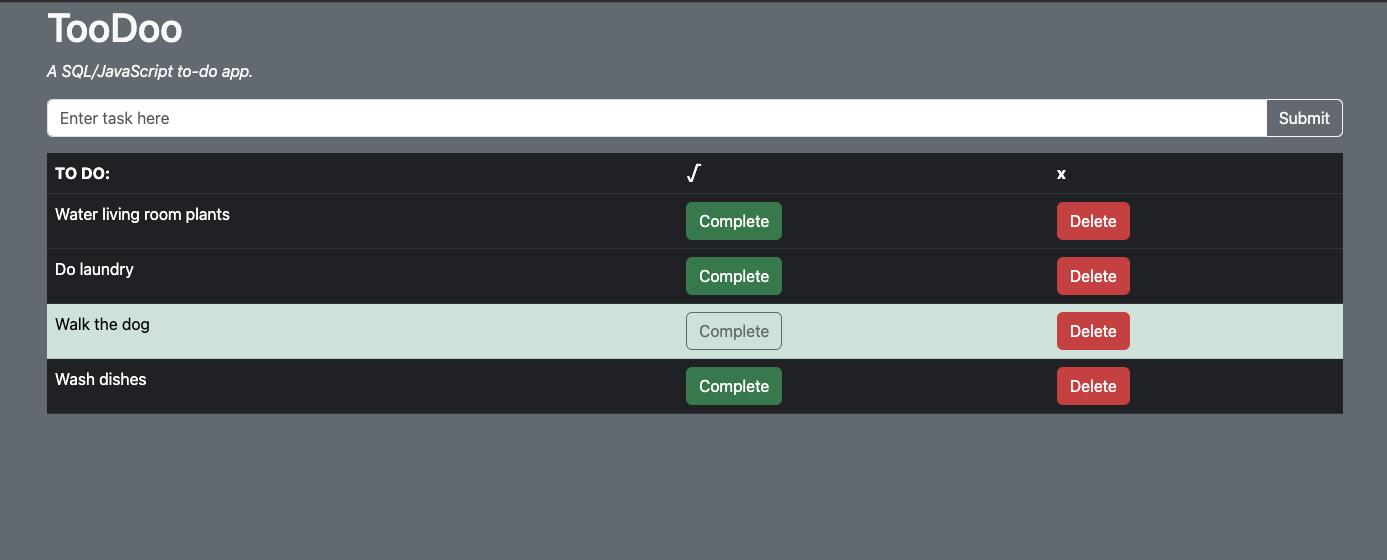 TooDoo
A SQL/JavaScript to-do app.
Enter task here Submit
TO DO: √ x
Water living room plants Complete Delete
Do laundry Complete Delete
Walk the dog Complete Delete
Wash dishes Complete Delete